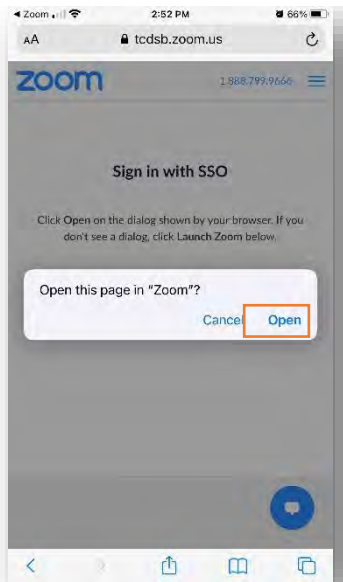 Zoom
2:52 PM
66%
AA
tcdsb.zoom.us
zoom
1.888.799.9666
Sign in with SSO
Click Open on the dialog shown by your browser. If you
don't see a dialog, click Launch Zoom below.
Open this page in "Zoom"?
Cancel
Open